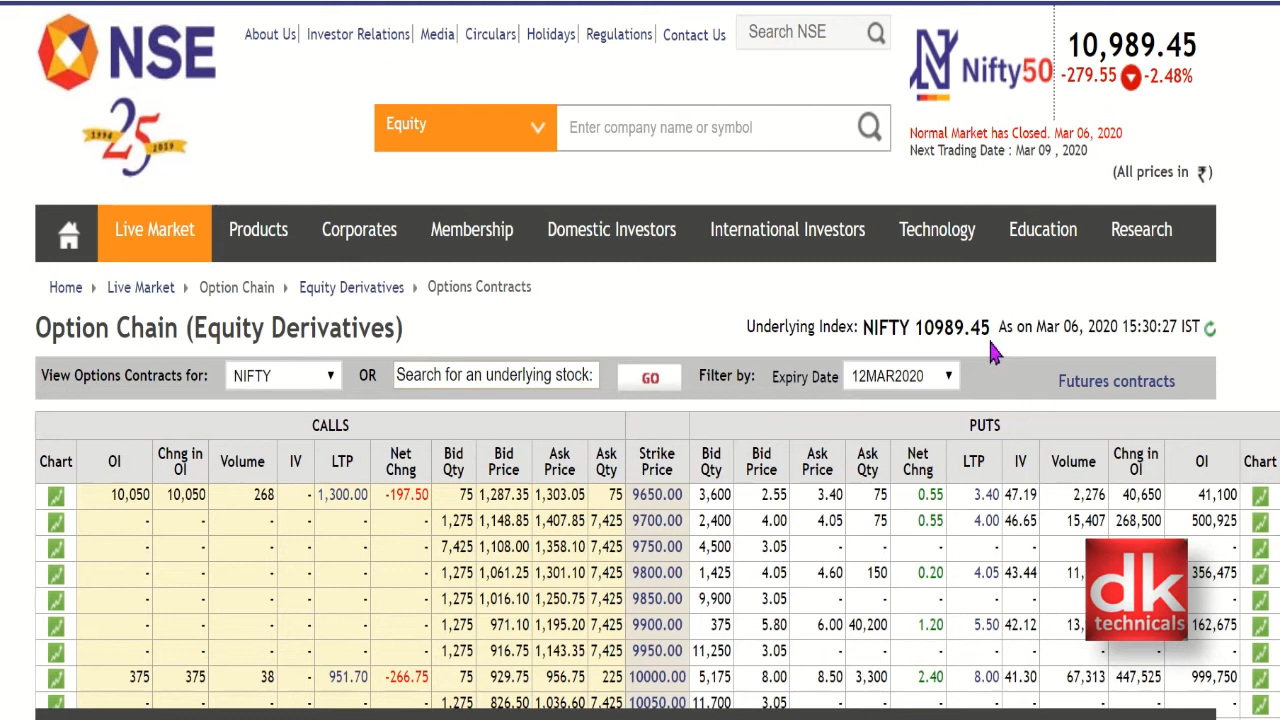 NSE
1994 25 2019
About Us | Investor Relations | Media | Circulars | Holidays | Regulations | Contact Us
Search NSE
Equity
Enter company name or symbol
Nifty50
10,989.45
-279.55 -2.48%
Normal Market has Closed. Mar 06, 2020
Next Trading Date : Mar 09 , 2020
(All prices in ₹)
Live Market Products Corporates Membership Domestic Investors International Investors Technology Education Research
Home Live Market Option Chain Equity Derivatives Options Contracts
Option Chain (Equity Derivatives)
Underlying Index: NIFTY 10989.45 As on Mar 06, 2020 15:30:27 IST
View Options Contracts for: NIFTY OR Search for an underlying stock: GO Filter by: Expiry Date 12MAR2020 Futures contracts
CALLS PUTS
Chart OI Chng in OI Volume IV LTP Net Chng Bid Qty Bid Price Ask Price Ask Qty Strike Price Bid Qty Bid Price Ask Price Ask Qty Net Chng LTP IV Volume Chng in OI OI Chart
10,050 10,050 268 - 1,300.00 -197.50 75 1,287.35 1,303.05 75 9650.00 3,600 2.55 3.40 75 0.55 3.40 47.19 2,276 40,650 41,100
- - - - - - 1,275 1,148.85 1,407.85 7,425 9700.00 2,400 4.00 4.05 75 0.55 4.00 46.65 15,407 268,500 500,925
- - - - - - 7,425 1,108.00 1,358.10 7,425 9750.00 4,500 3.05 - - - - - - -
- - - - - - 1,275 1,061.25 1,301.10 7,425 9800.00 1,425 4.05 4.60 150 0.20 4.05 43.44 11, 356,475
- - - - - - 1,275 1,016.10 1,250.75 7,425 9850.00 9,900 3.05 - - - - - -
- - - - - - 1,275 971.10 1,195.20 7,425 9900.00 375 5.80 6.00 40,200 1.20 5.50 42.12 13, 162,675
- - - - - - 1,275 916.75 1,143.35 7,425 9950.00 11,250 3.05 - - - - - -
375 375 38 - 951.70 -266.75 75 929.75 956.75 225 10000.00 5,175 8.00 8.50 3,300 2.40 8.00 41.30 67,313 447,525 999,750
- - - - - - 1,275 826.50 1,036.60 7,425 10050.00 11,700 3.05 - - - - - - -
dk
technicals